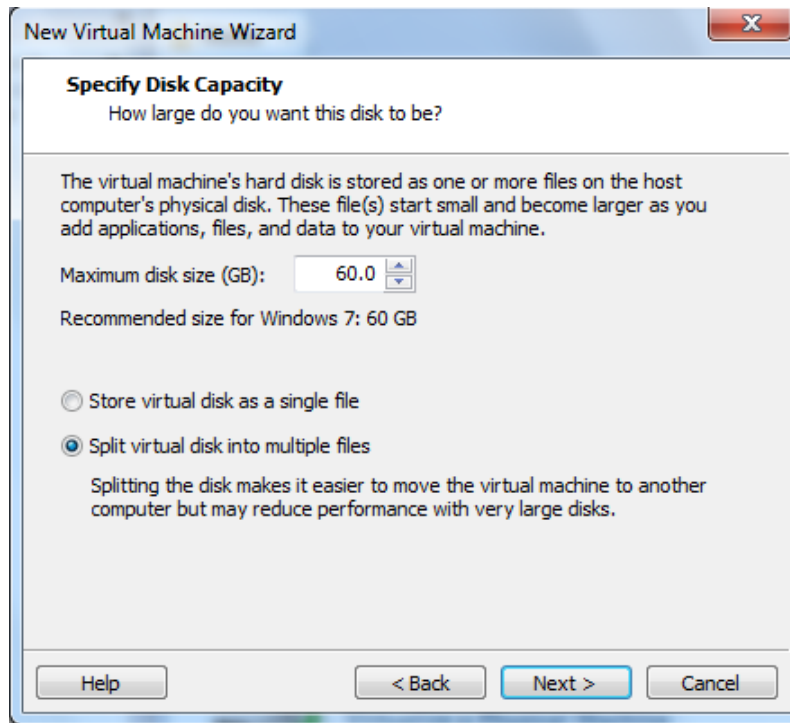 New Virtual Machine Wizard
Specify Disk Capacity
How large do you want this disk to be?
The virtual machine's hard disk is stored as one or more files on the host
computer's physical disk. These file(s) start small and become larger as you
add applications, files, and data to your virtual machine.
Maximum disk size (GB): 60.0
Recommended size for Windows 7: 60 GB
Store virtual disk as a single file
Split virtual disk into multiple files
Splitting the disk makes it easier to move the virtual machine to another
computer but may reduce performance with very large disks.
Help < Back Next > Cancel